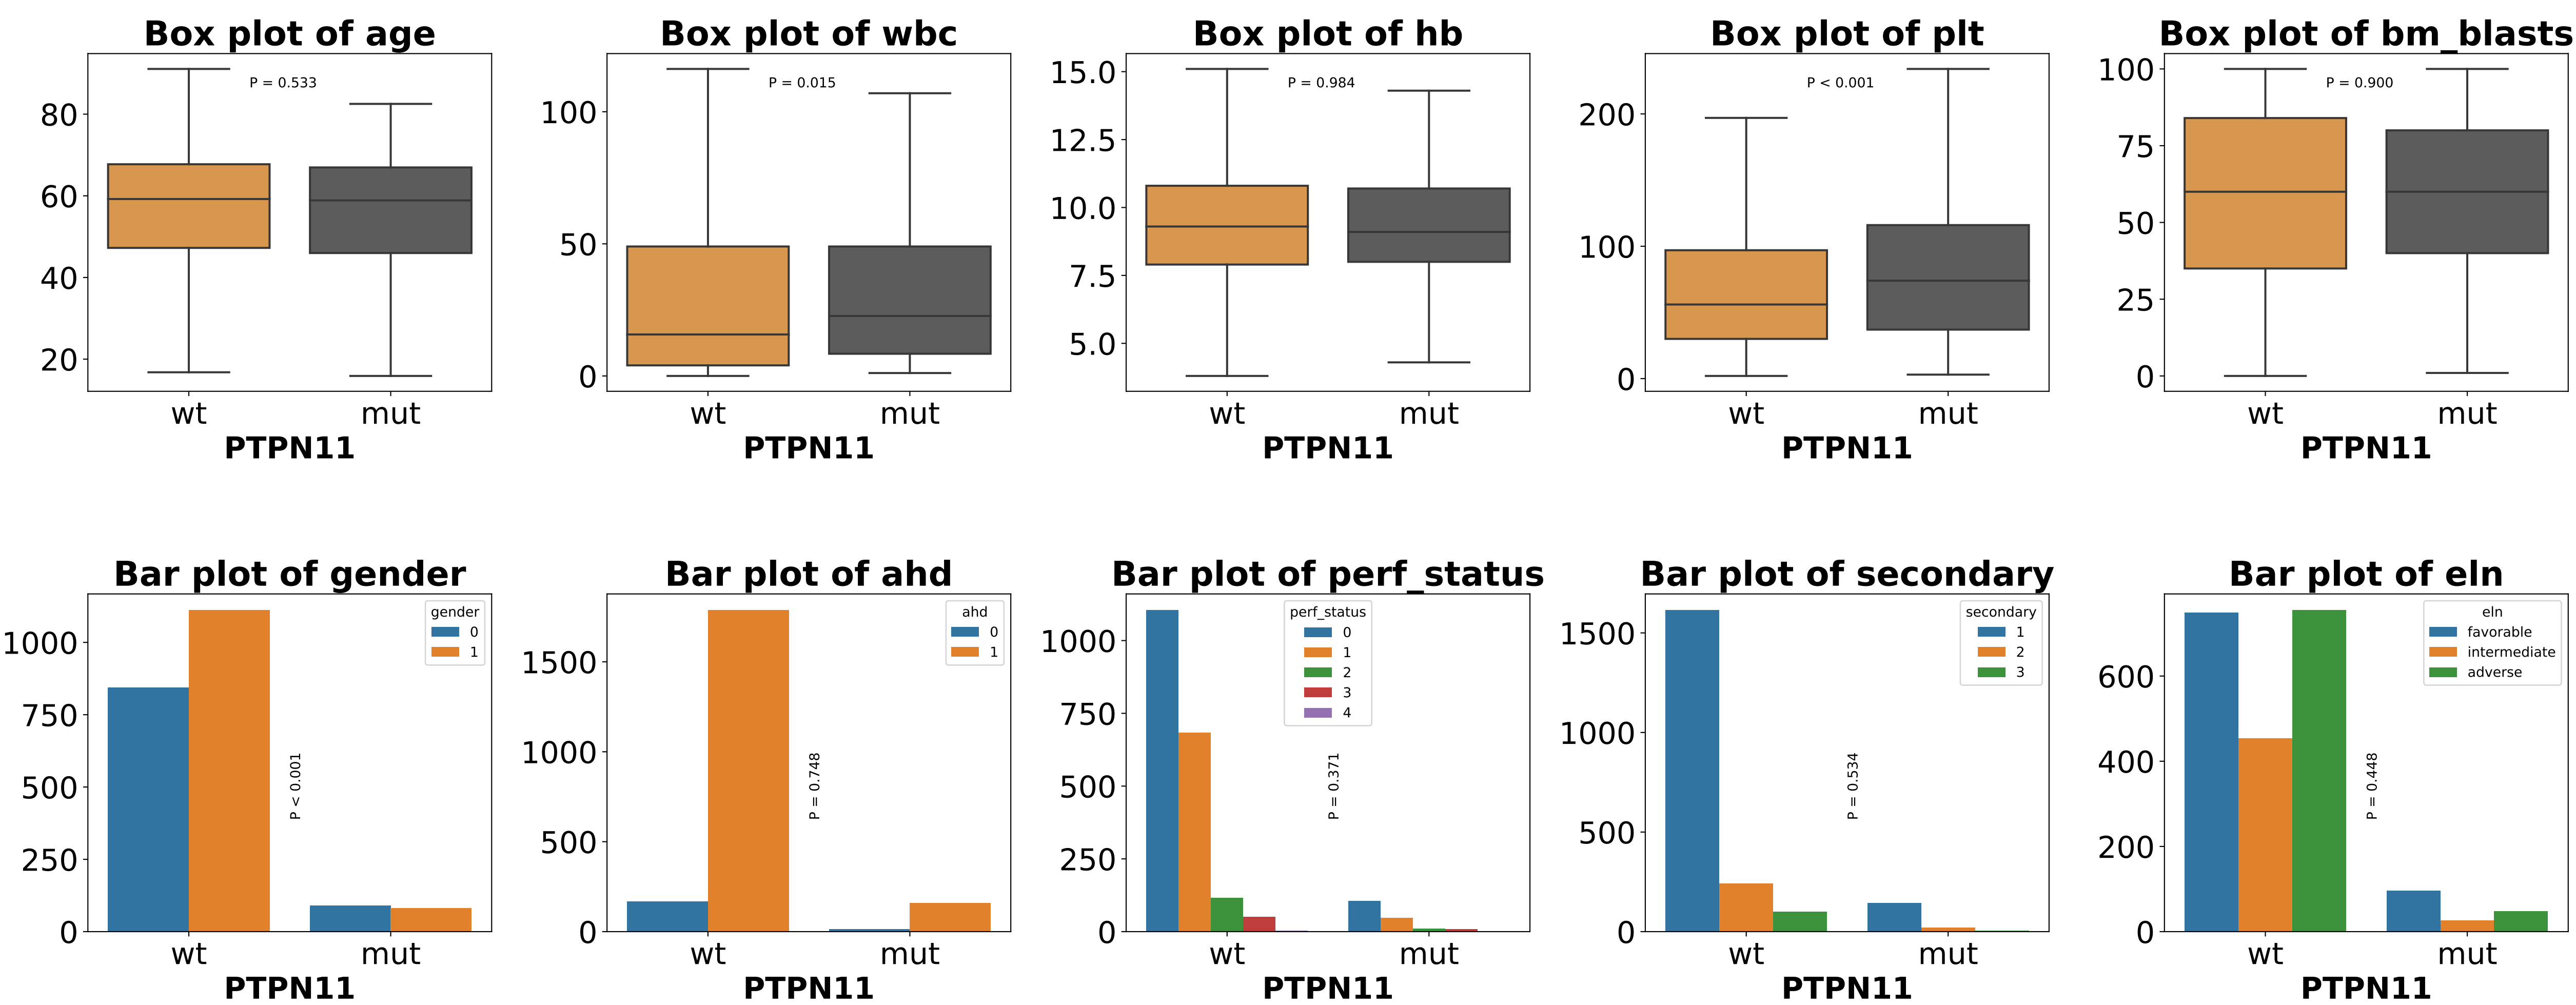 Box plot of age
P = 0.533
80
60
40
20
wt
mut
PTPN11
Box plot of wbc
P = 0.015
100
50
0
wt
mut
PTPN11
Box plot of hb
P = 0.984
15.0
12.5
10.0
7.5
5.0
wt
mut
PTPN11
Box plot of plt
P < 0.001
200
100
0
wt
mut
PTPN11
Box plot of bm_blasts
P = 0.900
100
75
50
25
0
wt
mut
PTPN11
Bar plot of gender
gender
0
1
1000
750
500
250
0
P < 0.001
wt
mut
PTPN11
Bar plot of ahd
ahd
0
1
1500
1000
500
0
P = 0.748
wt
mut
PTPN11
Bar plot of perf_status
perf_status
0
1
2
3
4
1000
750
500
250
0
P = 0.371
wt
mut
PTPN11
Bar plot of secondary
secondary
1
2
3
1500
1000
500
0
P = 0.534
wt
mut
PTPN11
Bar plot of eln
eln
favorable
intermediate
adverse
600
400
200
0
P = 0.448
wt
mut
PTPN11